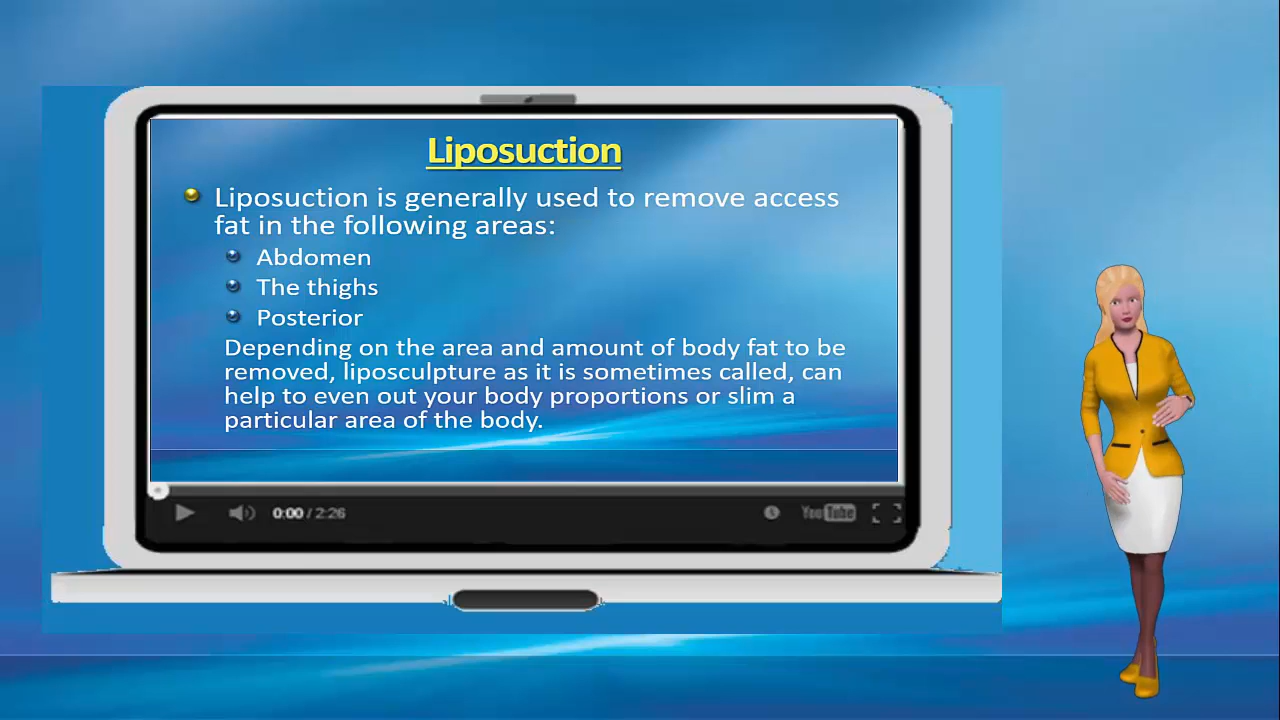 Liposuction
Liposuction is generally used to remove access
fat in the following areas:
Abdomen
The thighs
Posterior
Depending on the area and amount of body fat to be
removed, liposculpture as it is sometimes called, can
help to even out your body proportions or slim a
particular area of the body.
0:00 / 2:26
YouTube